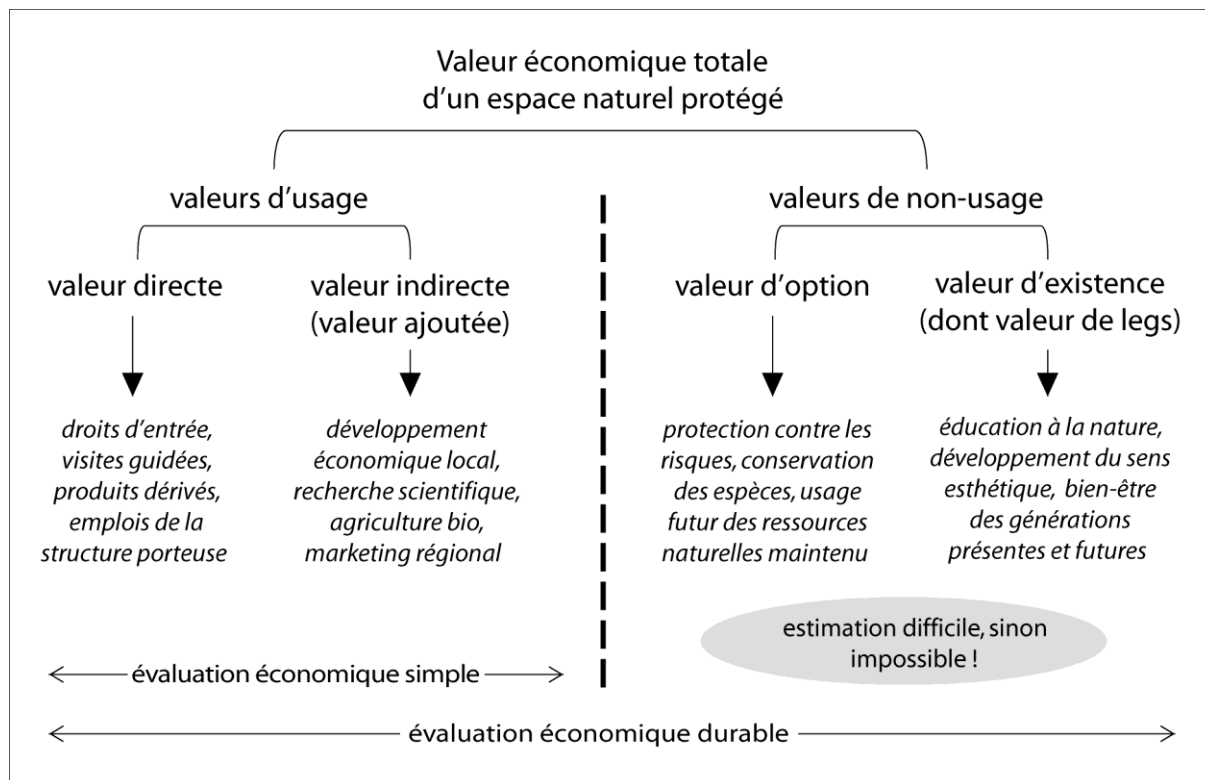 Valeur économique totale
d'un espace naturel protégé
valeurs d'usage
valeurs de non-usage
valeur directe
valeur indirecte
(valeur ajoutée)
valeur d'option
valeur d'existence
(dont valeur de legs)
droits d'entrée,
visites guidées,
produits dérivés,
emplois de la
structure porteuse
développement
économique local,
recherche scientifique,
agriculture bio,
marketing régional
protection contre les
risques, conservation
des espèces, usage
futur des ressources
naturelles maintenu
éducation à la nature,
développement du sens
esthétique, bien-être
des générations
présentes et futures
estimation difficile, sinon
impossible !
évaluation économique simple
évaluation économique durable